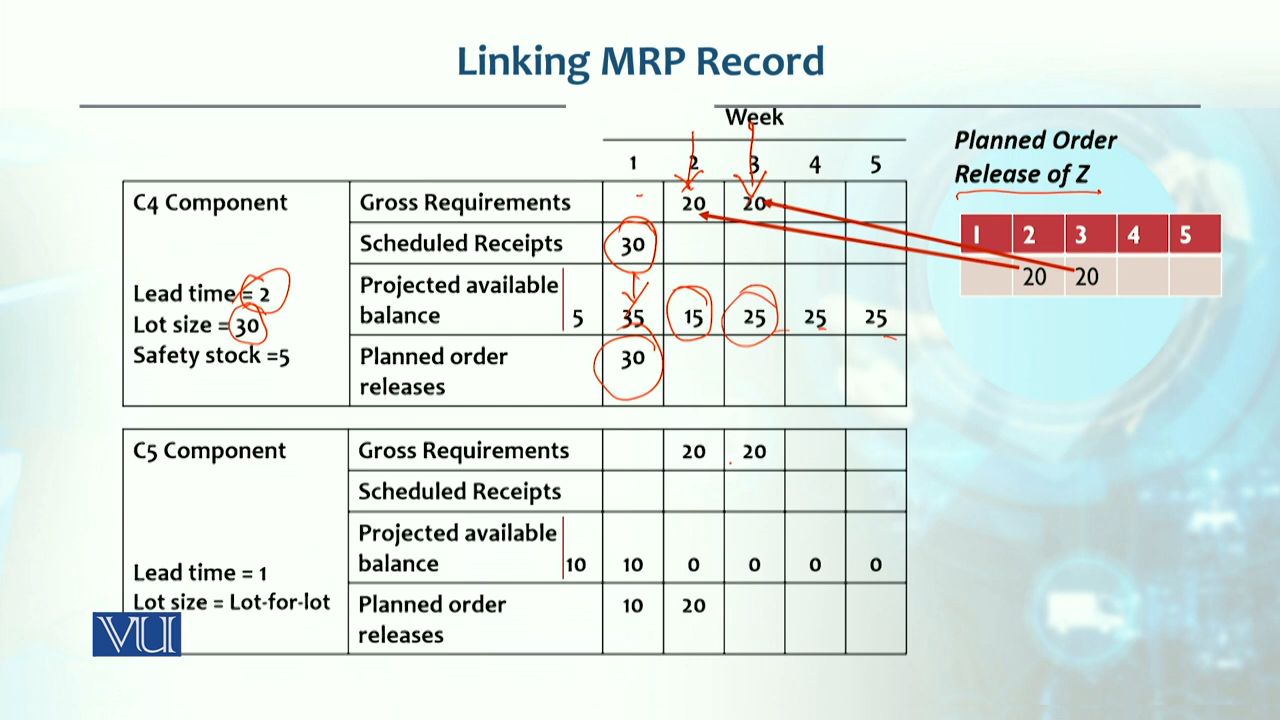 Linking MRP Record
Week
1 2 3 4 5
C4 Component
Lead time = 2
Lot size = 30
Safety stock =5
Gross Requirements 20 20
Scheduled Receipts 30
Projected available
balance 5 35 15 25 25 25
Planned order 30
releases
C5 Component
Lead time = 1
Lot size = Lot-for-lot
Gross Requirements 20 20
Scheduled Receipts
Projected available
balance 10 10 0 0 0 0
Planned order 10 20
releases
Planned Order
Release of Z
1 2 3 4 5
20 20
VU